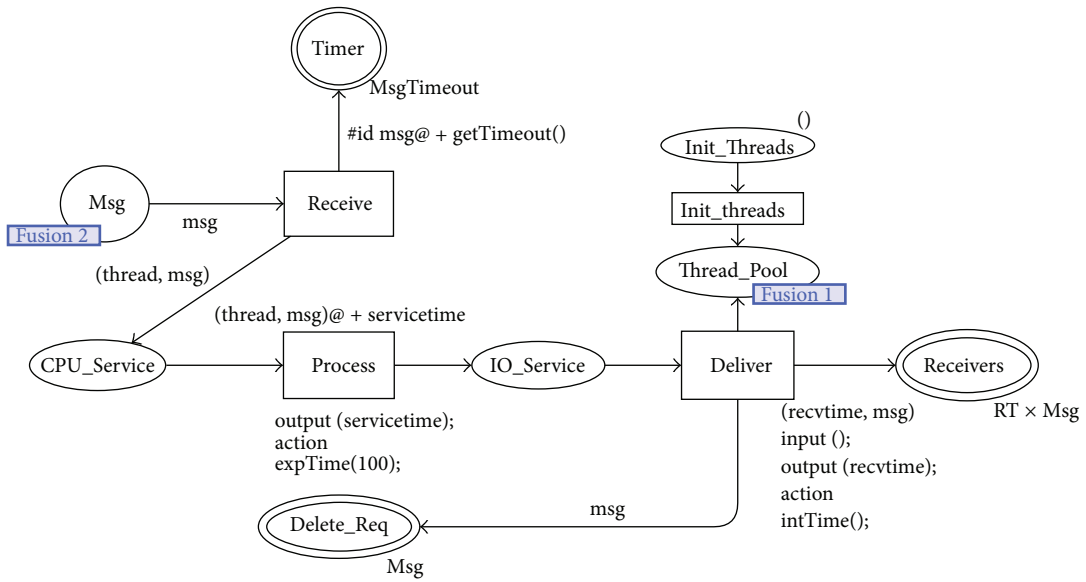 Timer
MsgTimeout
#id msg@ + getTimeout()
()
Init_Threads
Msg
Receive
Init_threads
msg
Fusion 2
(thread, msg)
Thread_Pool
Fusion 1
(thread, msg)@ + servicetime
CPU_Service
Process
IO_Service
Deliver
Receivers
(recvtime, msg)
RT × Msg
output (servicetime);
action
expTime(100);
input ();
output (recvtime);
action
intTime();
msg
Delete_Req
Msg